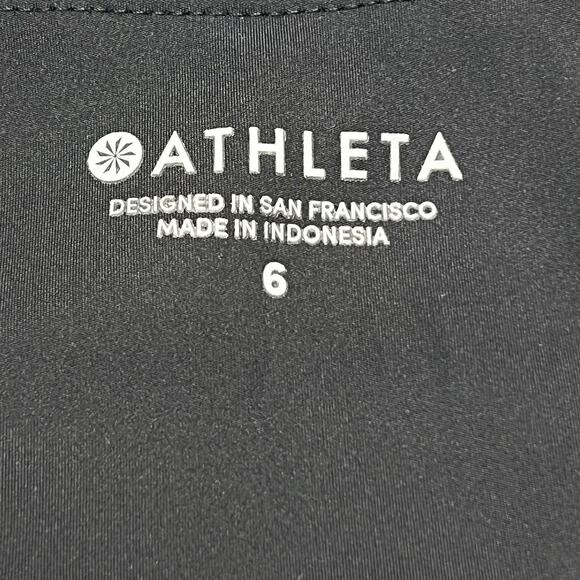 ATHLETA
DESIGNED IN SAN FRANCISCO
MADE IN INDONESIA
6